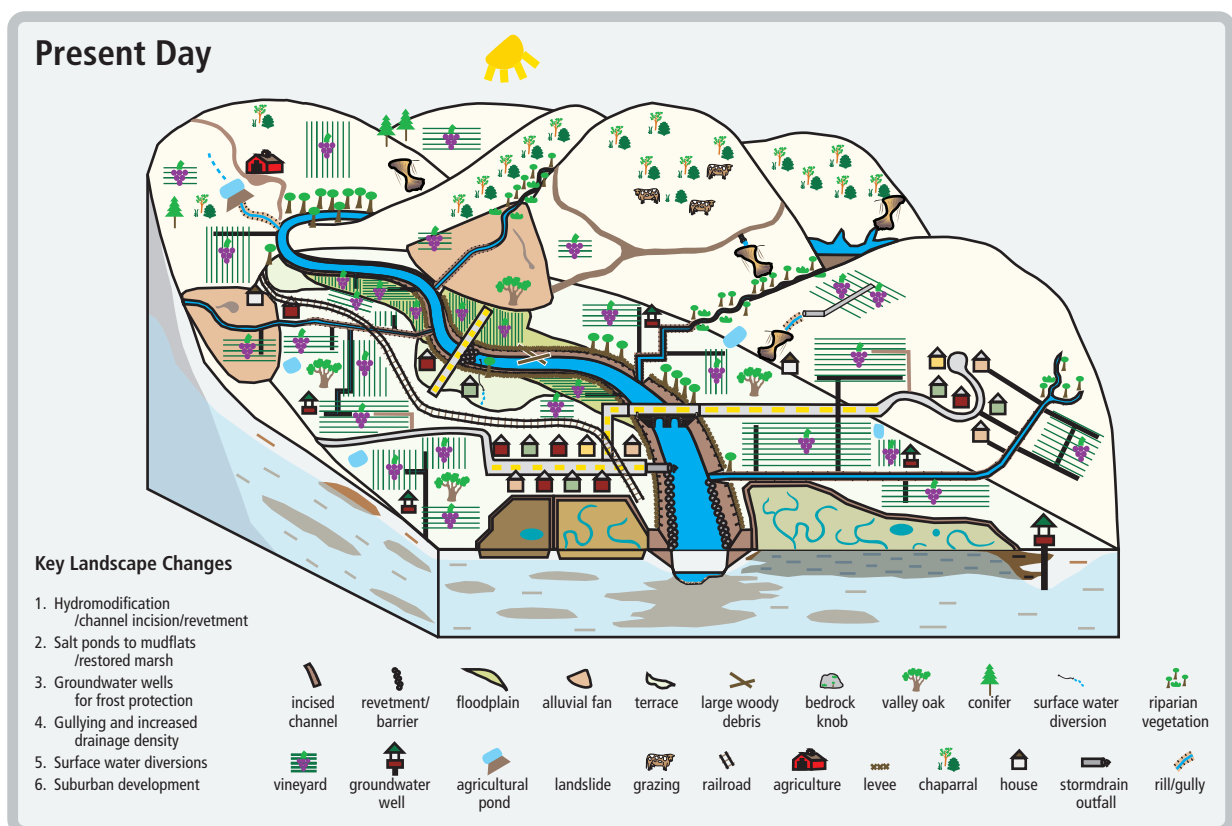 Present Day
Key Landscape Changes
1. Hydromodification
/channel incision/revetment
2. Salt ponds to mudflats
/restored marsh
3. Groundwater wells
for frost protection
4. Gullying and increased
drainage density
5. Surface water diversions
6. Suburban development
incised
channel
revetment/
barrier
floodplain
alluvial fan
terrace
large woody
debris
bedrock
knob
valley oak
conifer
surface water
diversion
riparian
vegetation
vineyard
groundwater
well
agricultural
pond
landslide
grazing
railroad
agriculture
levee
chaparral
house
stormdrain
outfall
rill/gully